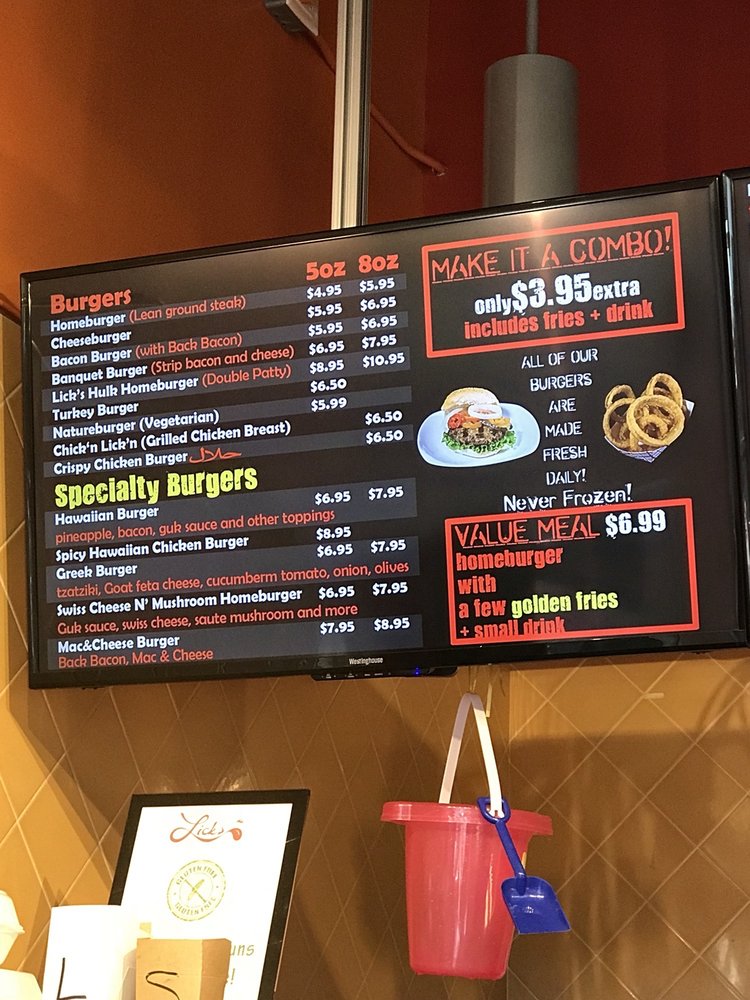 Burgers 5oz 8oz
Homeburger (Lean ground steak) $4.95 $5.95
Cheeseburger $5.95 $6.95
Bacon Burger (with Back Bacon) $5.95 $6.95
Banquet Burger (Strip bacon and cheese) $6.95 $7.95
Lick's Hulk Homeburger (Double Patty) $8.95 $10.95
Turkey Burger $6.50
Natureburger (Vegetarian) $5.99
Chick'n Lick'n (Grilled Chicken Breast) $6.50
Crispy Chicken Burger حلال $6.50
Specialty Burgers
Hawaiian Burger $6.95 $7.95
pineapple, bacon, guk sauce and other toppings
Spicy Hawaiian Chicken Burger $8.95
Greek Burger $6.95 $7.95
tzatziki, Goat feta cheese, cucumberm tomato, onion, olives
Swiss Cheese N' Mushroom Homeburger $6.95 $7.95
Guk sauce, swiss cheese, saute mushroom and more
Mac&Cheese Burger $7.95 $8.95
Back Bacon, Mac & Cheese
MAKE IT A COMBO!
only $3.95 extra
includes fries + drink
ALL OF OUR
BURGERS
ARE
MADE
FRESH
DAILY!
Never Frozen!
VALUE MEAL $6.99
homeburger
with
a few golden fries
+ small drink
Westinghouse
Lick's
GLUTEN FREE
GLUTEN FREE
L
S